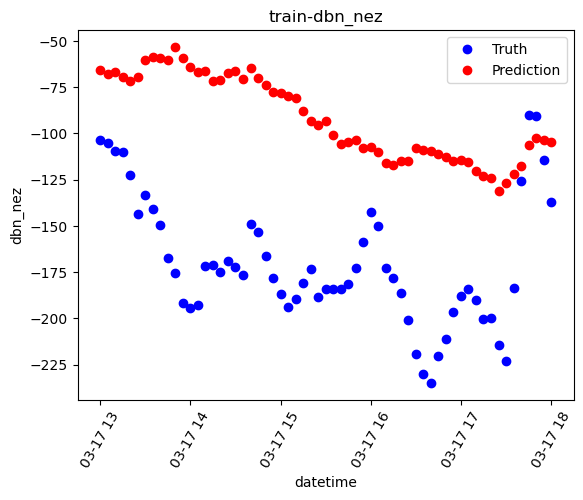 train-dbn_nez
−50
−75
−100
−125
−150
−175
−200
−225
dbn_nez
Truth
Prediction
03-17 13
03-17 14
03-17 15
03-17 16
03-17 17
03-17 18
datetime